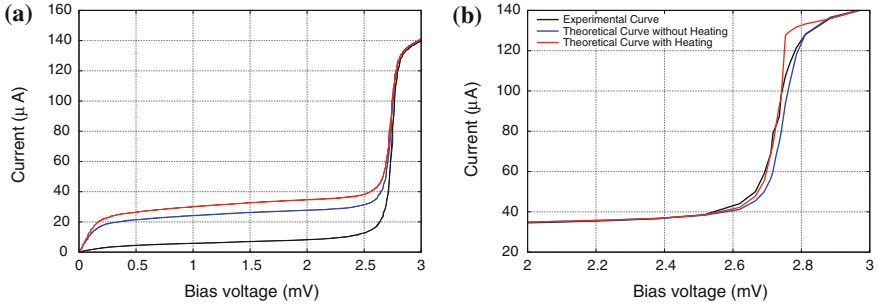 (a)
160
140
120
100
80
60
40
20
0
Current (μ A)
0 0.5 1 1.5 2 2.5 3
Bias voltage (mV)
(b)
140
120
100
80
60
40
20
Current (μA)
Experimental Curve
Theoretical Curve without Heating
Theoretical Curve with Heating
2 2.2 2.4 2.6 2.8 3
Bias voltage (mV)